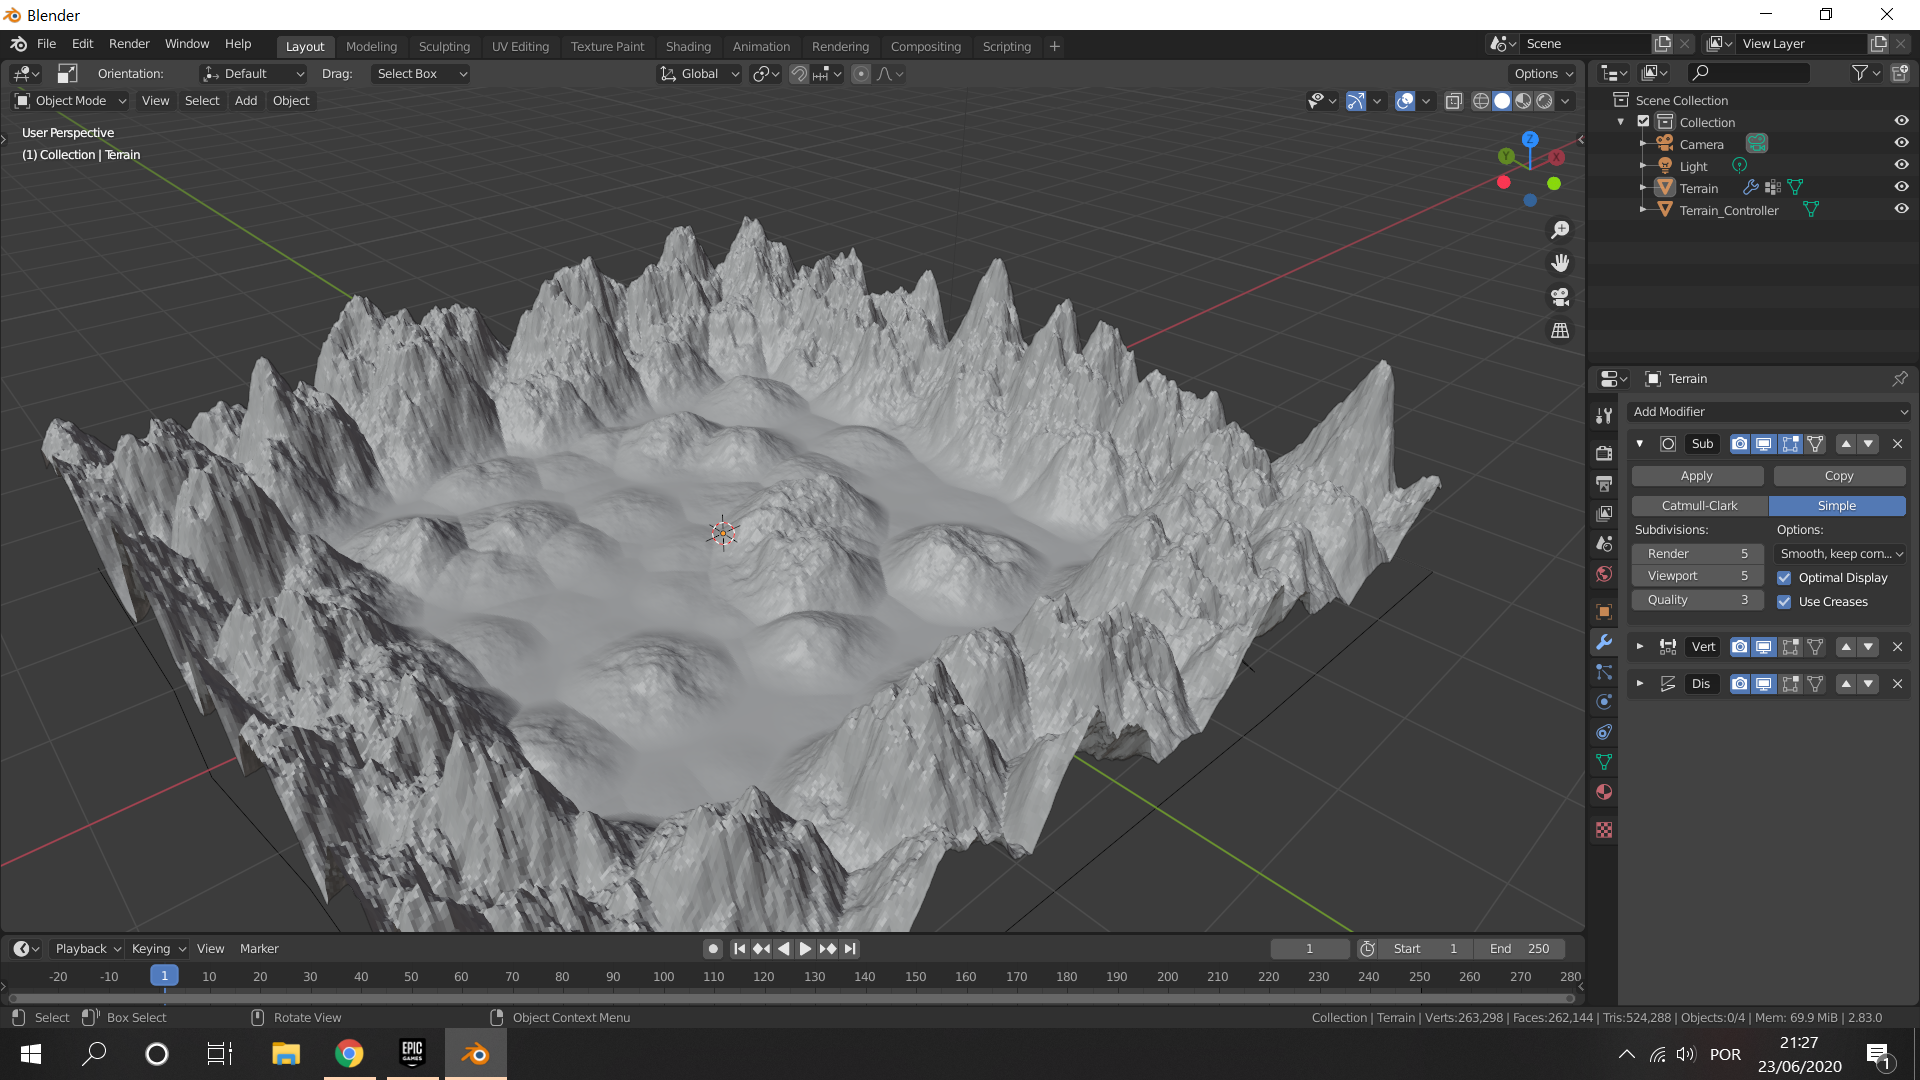 Blender
File Edit Render Window Help Layout Modeling Sculpting UV Editing Texture Paint Shading Animation Rendering Compositing Scripting + Scene View Layer
Orientation: Default Drag: Select Box Global Options
Object Mode View Select Add Object
User Perspective
(1) Collection | Terrain
Z
Y
X
Scene Collection
Collection
Camera
Light
Terrain
Terrain_Controller
Terrain
Add Modifier
Sub
Apply Copy
Catmull-Clark Simple
Subdivisions: Options:
Render 5 Smooth, keep corn...
Viewport 5 Optimal Display
Quality 3 Use Creases
Vert
Dis
Playback Keying View Marker 1 Start 1 End 250
-20 -10 1 10 20 30 40 50 60 70 80 90 100 110 120 130 140 150 160 170 180 190 200 210 220 230 240 250 260 270 280
Select Box Select Rotate View Object Context Menu Collection | Terrain | Verts:263,298 | Faces:262,144 | Tris:524,288 | Objects:0/4 | Mem: 69.9 MiB | 2.83.0
EPIC
GAMES
POR
21:27
23/06/2020
1